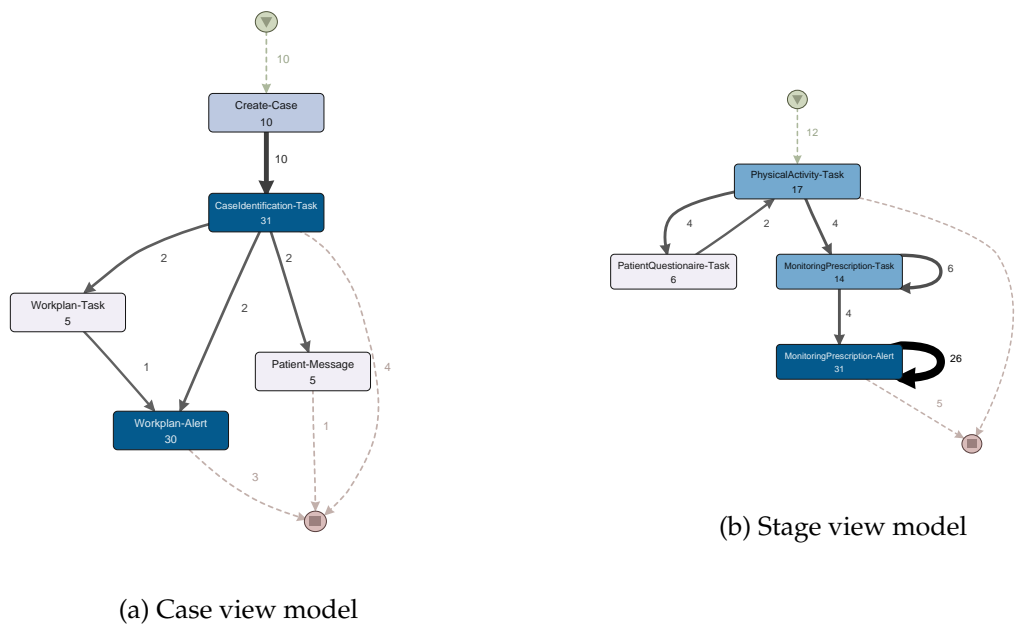 10
Create-Case
10
10
CaseIdentification-Task
31
2
2
2
Workplan-Task
5
1
Patient-Message
5
4
Workplan-Alert
30
1
3
(a) Case view model
12
PhysicalActivity-Task
17
4
2
4
PatientQuestionaire-Task
6
MonitoringPrescription-Task
14
6
4
MonitoringPrescription-Alert
31
26
5
(b) Stage view model